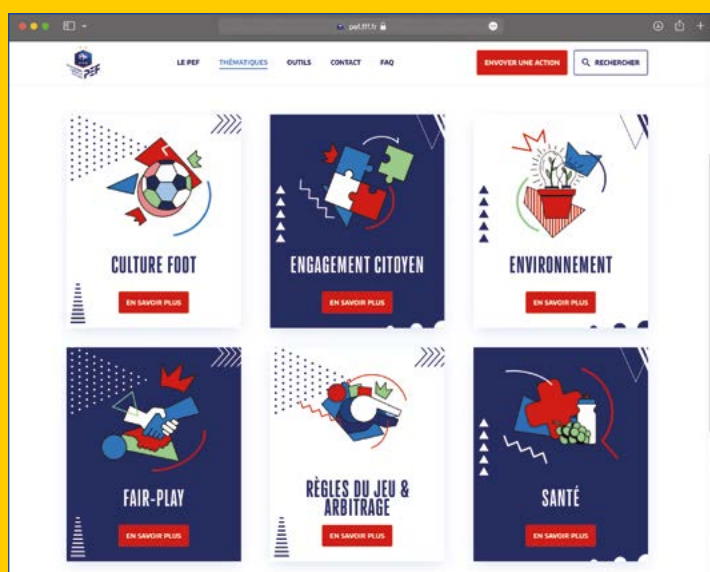 pef.fff.fr
PEF
LE PEF THÉMATIQUES OUTILS CONTACT FAQ ENVOYER UNE ACTION RECHERCHER
CULTURE FOOT
EN SAVOIR PLUS
ENGAGEMENT CITOYEN
EN SAVOIR PLUS
ENVIRONNEMENT
EN SAVOIR PLUS
FAIR-PLAY
EN SAVOIR PLUS
RÈGLES DU JEU &
ARBITRAGE
EN SAVOIR PLUS
SANTÉ
EN SAVOIR PLUS